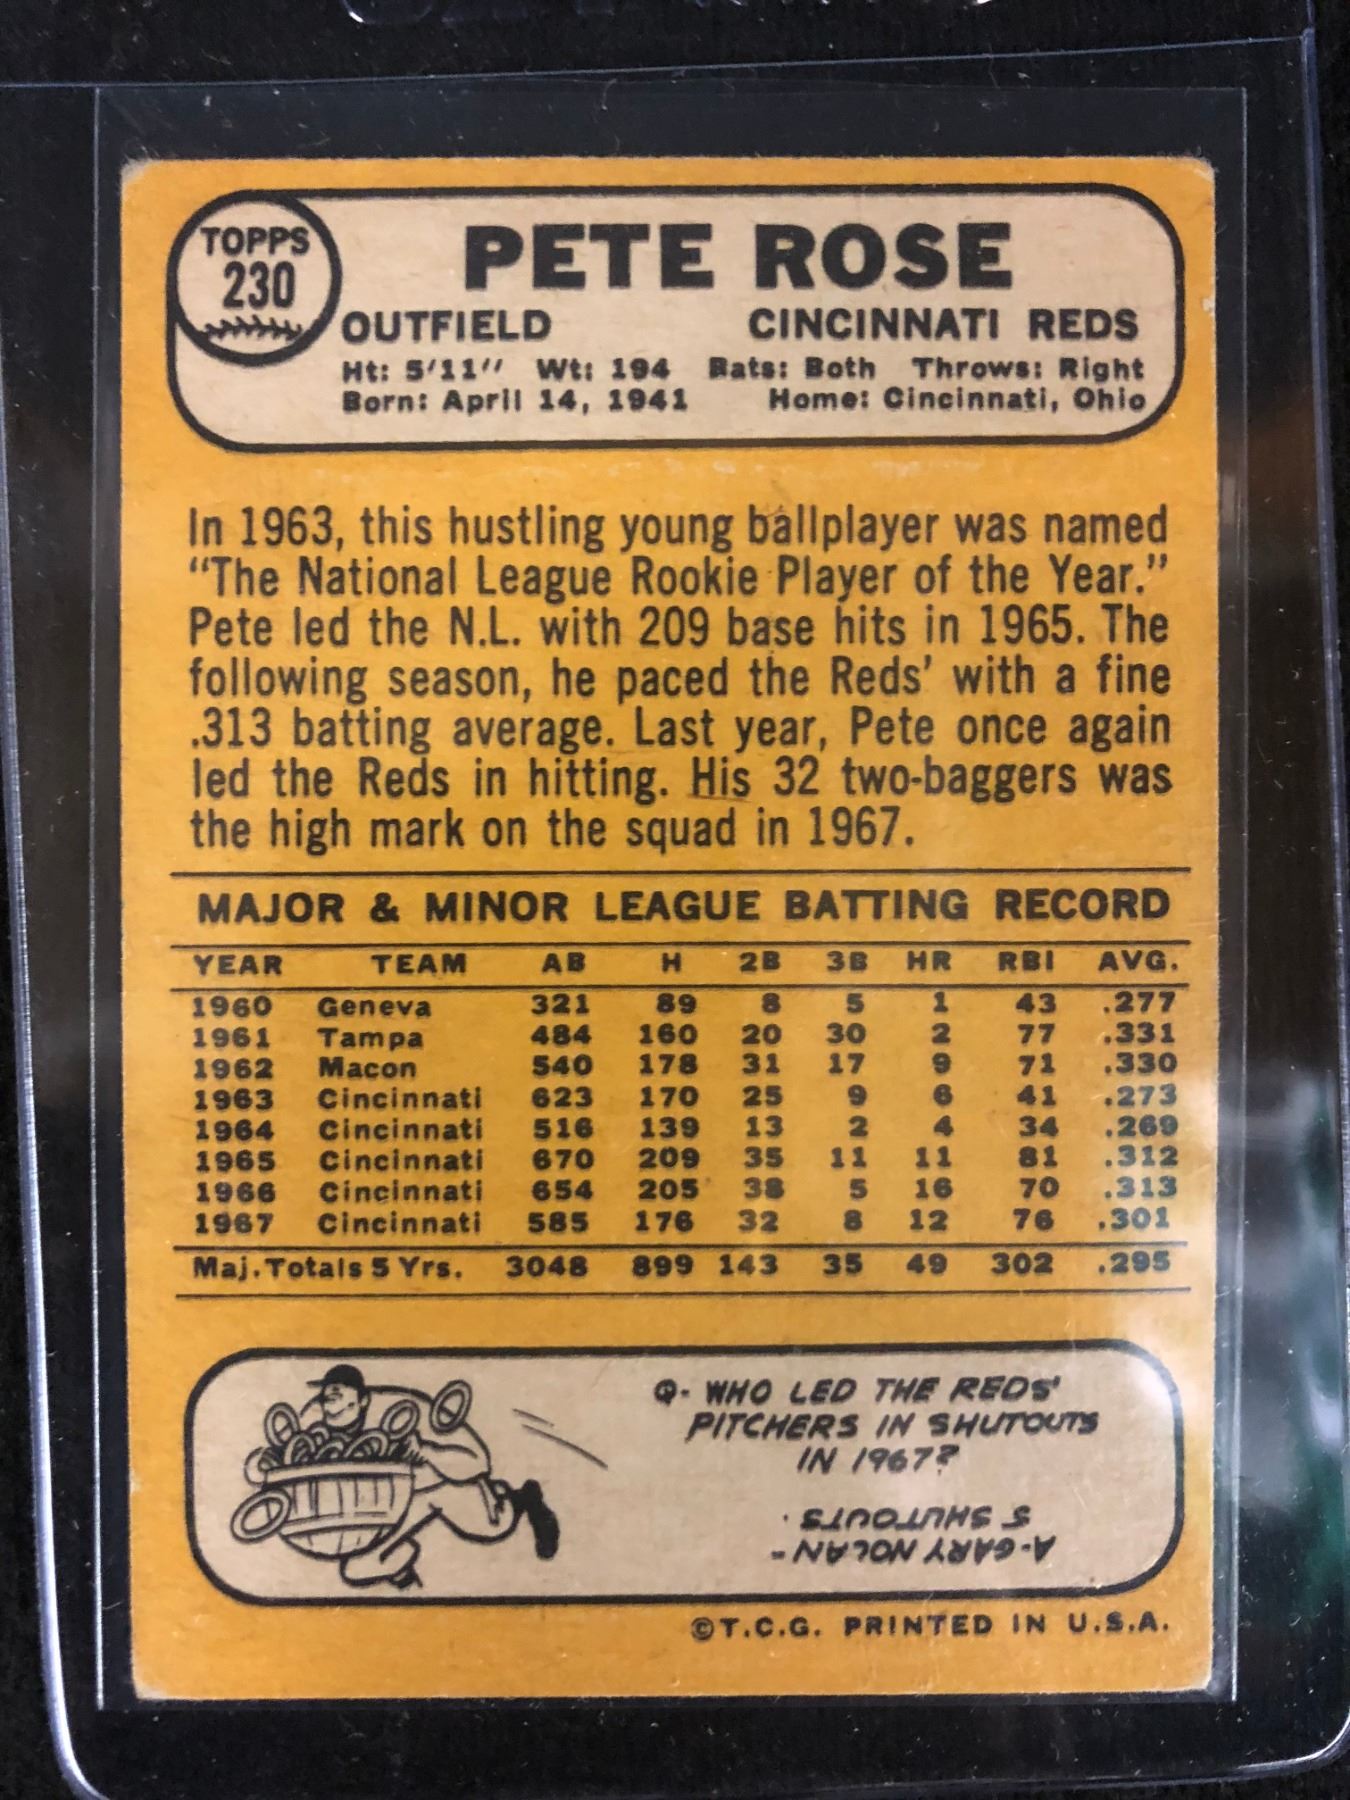 TOPPS
230
PETE ROSE
OUTFIELD CINCINNATI REDS
Ht: 5'11" Wt: 194 Bats: Both Throws: Right
Born: April 14, 1941 Home: Cincinnati, Ohio
In 1963, this hustling young ballplayer was named
"The National League Rookie Player of the Year."
Pete led the N.L. with 209 base hits in 1965. The
following season, he paced the Reds' with a fine
.313 batting average. Last year, Pete once again
led the Reds in hitting. His 32 two-baggers was
the high mark on the squad in 1967.
MAJOR & MINOR LEAGUE BATTING RECORD
YEAR TEAM AB H 2B 3B HR RBI AVG.
1960 Geneva 321 89 8 5 1 43 .277
1961 Tampa 484 160 20 30 2 77 .331
1962 Macon 540 178 31 17 9 71 .330
1963 Cincinnati 623 170 25 9 6 41 .273
1964 Cincinnati 516 139 13 2 4 34 .269
1965 Cincinnati 670 209 35 11 11 81 .312
1966 Cincinnati 654 205 38 5 16 70 .313
1967 Cincinnati 585 176 32 8 12 76 .301
Maj. Totals 5 Yrs. 3048 899 143 35 49 302 .295
Q- WHO LED THE REDS'
PITCHERS IN SHUTOUTS
IN 1967?
A-GARY NOLAN -
5 SHUTOUTS.
©T.C.G. PRINTED IN U.S.A.